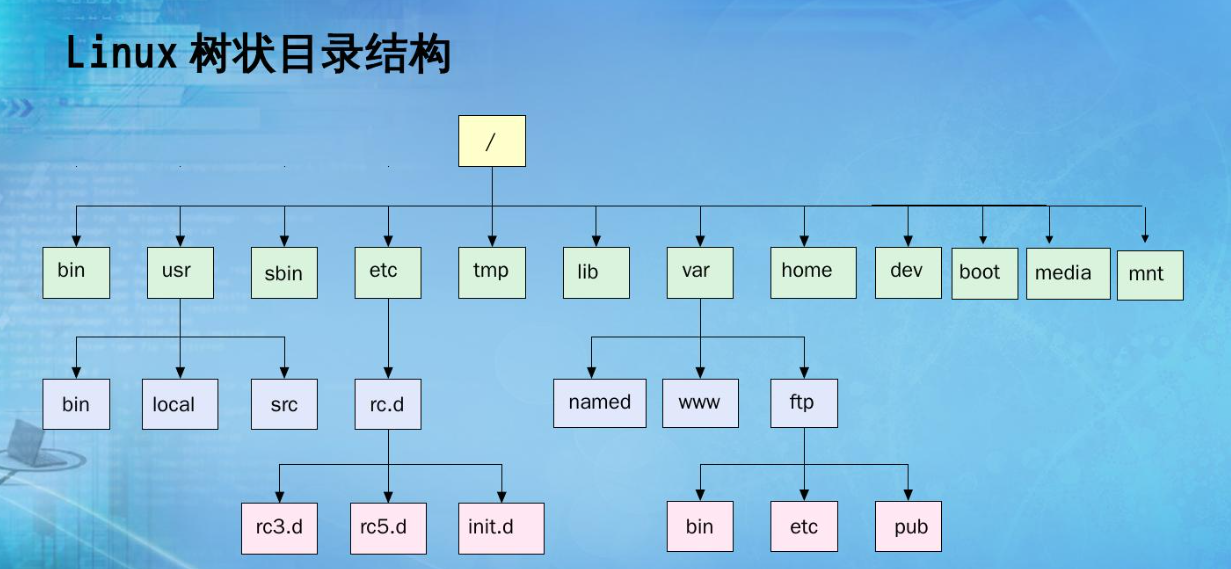 Linux 树状目录结构
/
bin usr sbin etc tmp lib var home dev boot media mnt
bin local src rc.d named www ftp
rc3.d rc5.d init.d bin etc pub